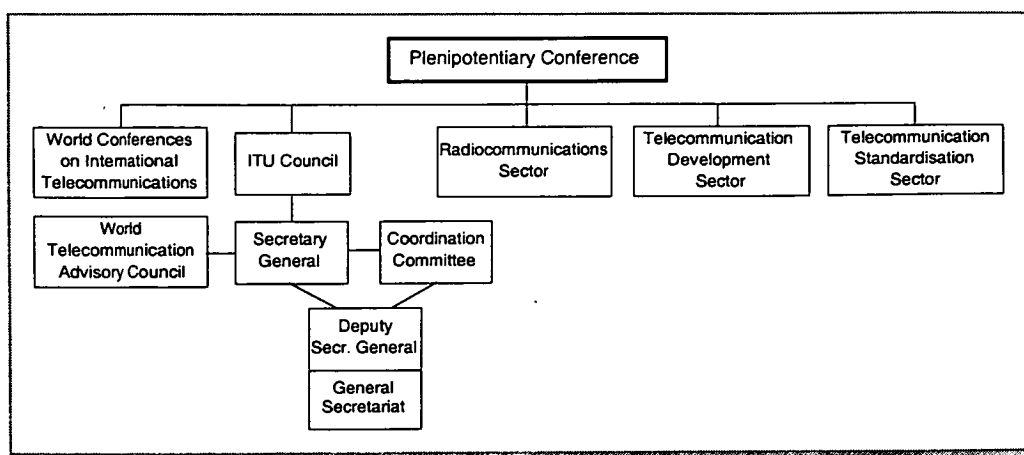 Plenipotentiary Conference
World Conferences
on International
Telecommunications
ITU Council
Radiocommunications
Sector
Telecommunication
Development
Sector
Telecommunication
Standardisation
Sector
World
Telecommunication
Advisory Council
Secretary
General
Coordination
Committee
Deputy
Secr. General
General
Secretariat